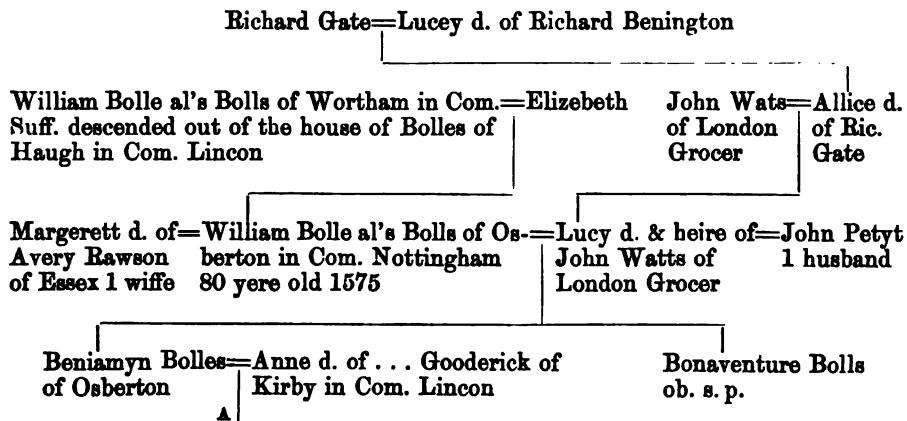 Richard Gate=Lucey d. of Richard Benington
William Bolle al's Bolls of Wortham in Com.=Elizebeth
Suff. descended out of the house of Bolles of
Haugh in Com. Lincon
John Wats=Allice d.
of London of Ric.
Grocer Gate
Margerett d. of=William Bolle al's Bolls of Os-=Lucy d. & heire of=John Petyt
Avery Rawson berton in Com. Nottingham John Watts of 1 husband
of Essex 1 wiffe 80 yere old 1575 London Grocer
Beniamyn Bolles=Anne d. of ... Gooderick of
of Osberton Kirby in Com. Lincon
Bonaventure Bolls
ob. s. p.
A